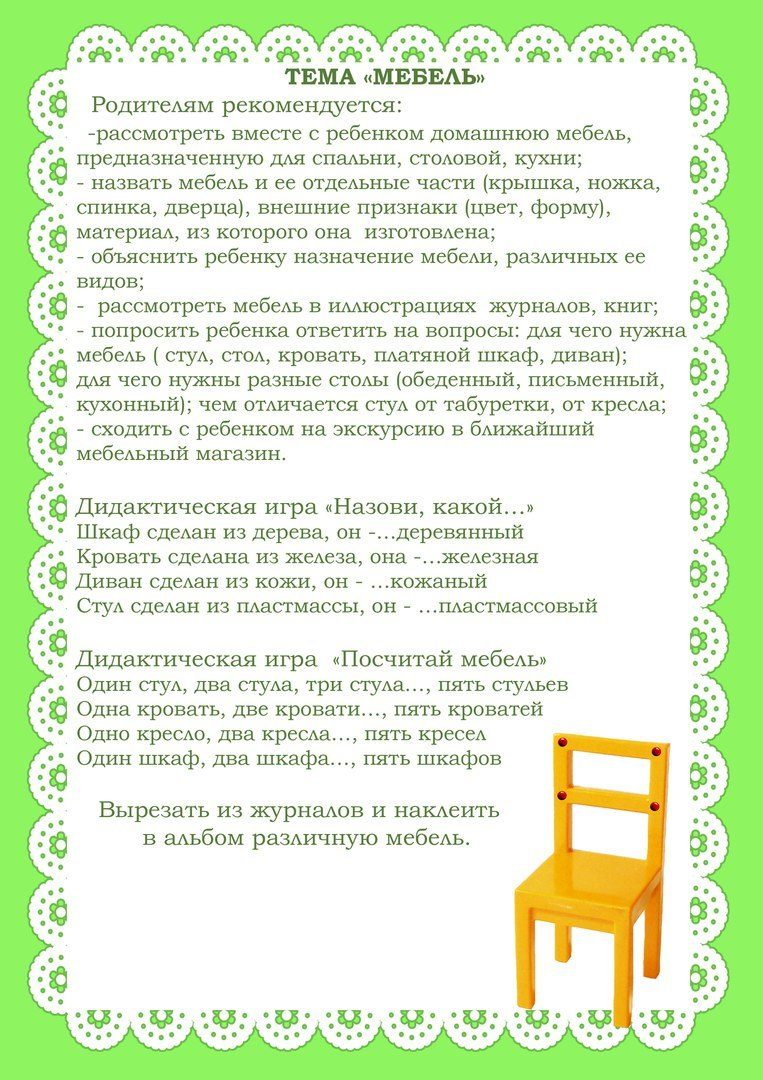 ТЕМА «МЕБЕЛЬ»
Родителям рекомендуется:
-рассмотреть вместе с ребенком домашнюю мебель,
предназначенную для спальни, столовой, кухни;
- назвать мебель и ее отдельные части (крышка, ножка,
спинка, дверца), внешние признаки (цвет, форму),
материал, из которого она изготовлена;
- объяснить ребенку назначение мебели, различных ее
видов;
- рассмотреть мебель в иллюстрациях журналов, книг;
- попросить ребенка ответить на вопросы: для чего нужна
мебель ( стул, стол, кровать, платяной шкаф, диван);
для чего нужны разные столы (обеденный, письменный,
кухонный); чем отличается стул от табуретки, от кресла;
- сходить с ребенком на экскурсию в ближайший
мебельный магазин.
Дидактическая игра «Назови, какой…»
Шкаф сделан из дерева, он -…деревянный
Кровать сделана из железа, она -…железная
Диван сделан из кожи, он - …кожаный
Стул сделан из пластмассы, он - …пластмассовый
Дидактическая игра «Посчитай мебель»
Один стул, два стула, три стула…, пять стульев
Одна кровать, две кровати…, пять кроватей
Одно кресло, два кресла…, пять кресел
Один шкаф, два шкафа…, пять шкафов
Вырезать из журналов и наклеить
в альбом различную мебель.